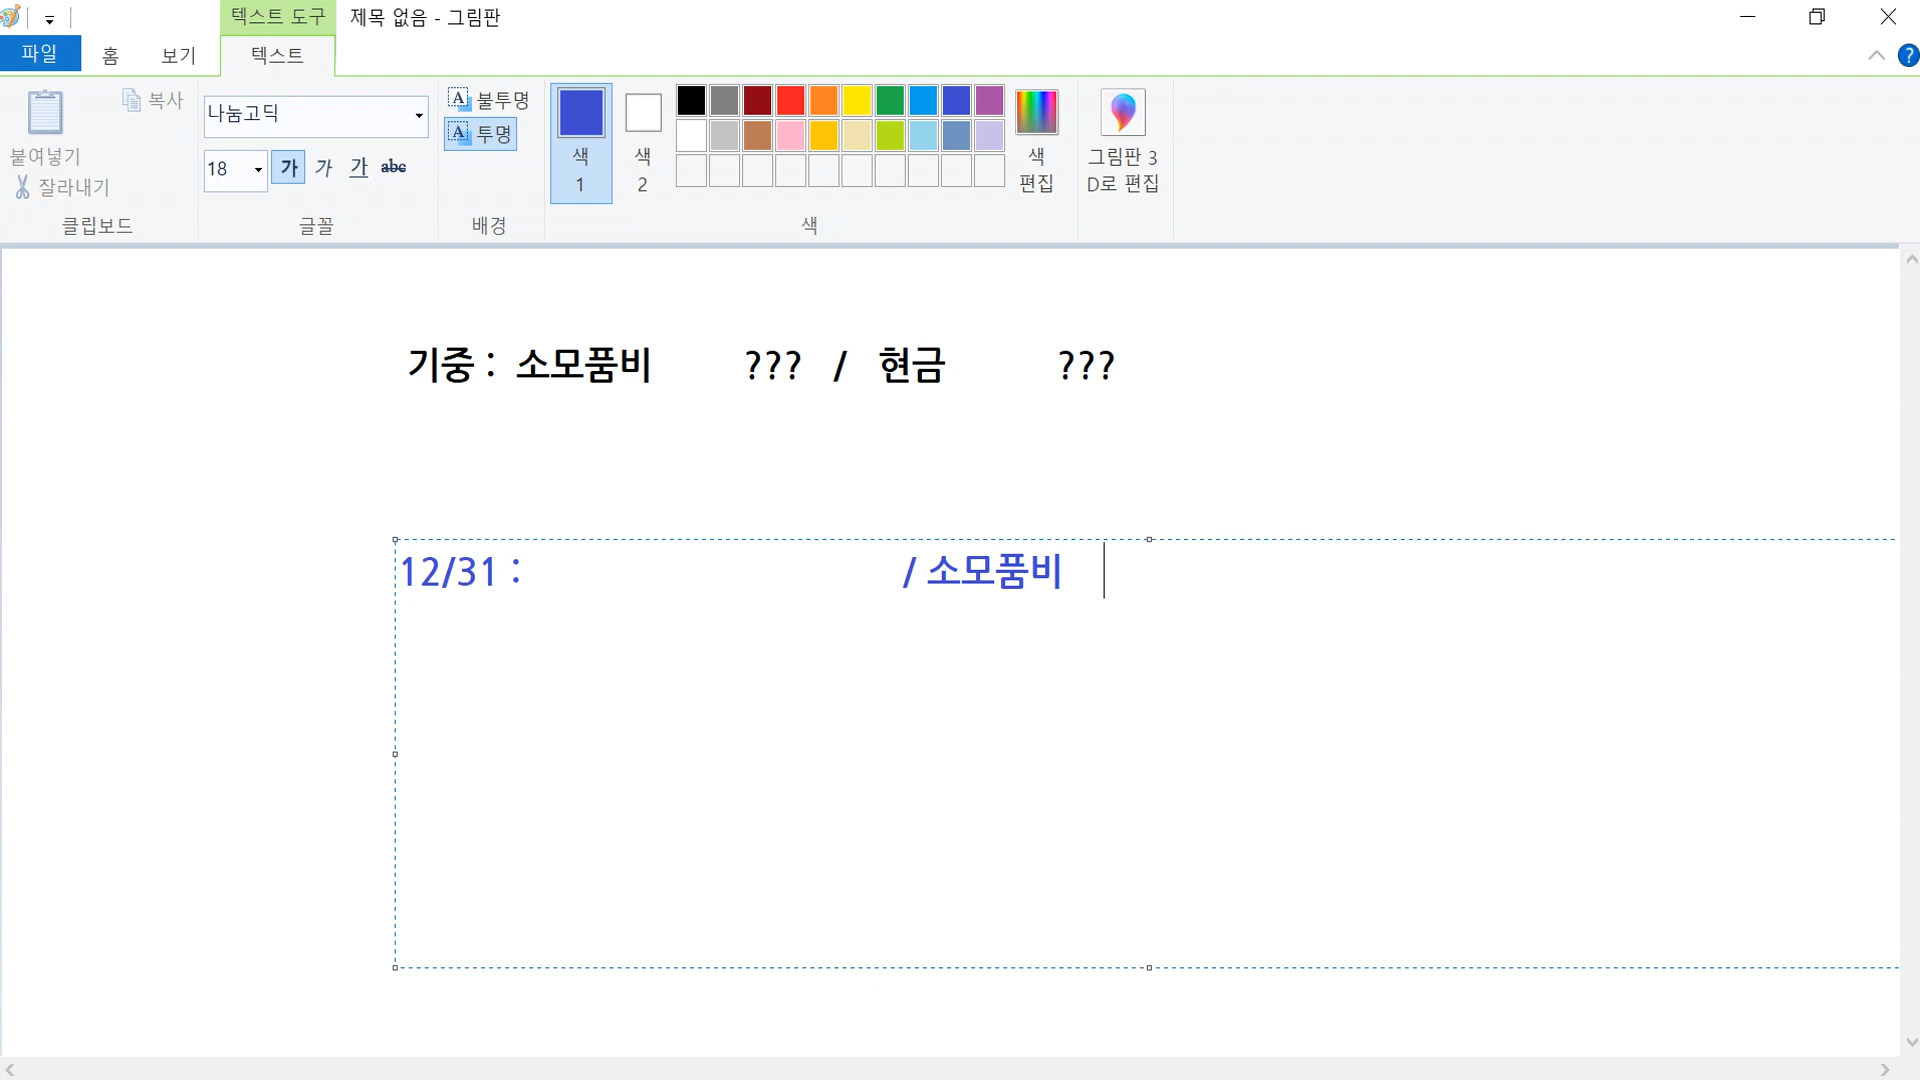 텍스트 도구 제목 없음 - 그림판
파일 홈 보기 텍스트 ?
붙여넣기 복사
잘라내기
클립보드
나눔고딕
18 가 가 가 abc
글꼴
A 불투명
A 투명
배경
색 1
색 2
색 편집
색
그림판 3
D로 편집
기중 : 소모품비 ??? / 현금 ???
12/31 : / 소모품비